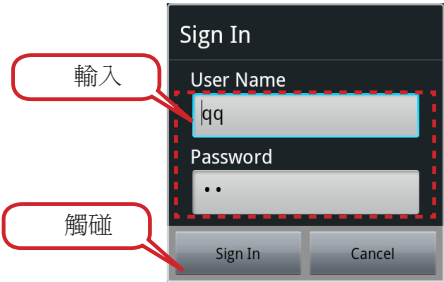 Sign In
輸入
User Name
qq
Password
••
觸碰
Sign In
Cancel